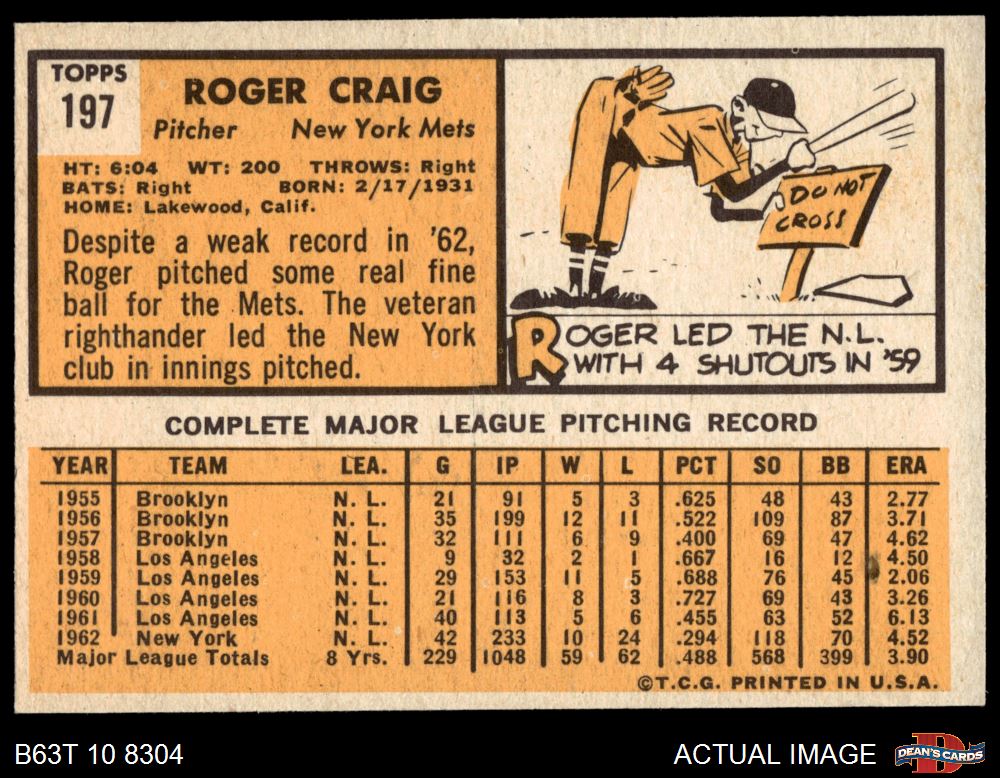 TOPPS
197
ROGER CRAIG
Pitcher New York Mets
HT: 6:04 WT: 200 THROWS: Right
BATS: Right BORN: 2/17/1931
HOME: Lakewood, Calif.
Despite a weak record in '62,
Roger pitched some real fine
ball for the Mets. The veteran
righthander led the New York
club in innings pitched.
DO NOT
CROSS
ROGER LED THE N.L.
WITH 4 SHUTOUTS IN '59
COMPLETE MAJOR LEAGUE PITCHING RECORD
YEAR TEAM LEA. G IP W L PCT SO BB ERA
1955 Brooklyn N. L. 21 91 5 3 .625 48 43 2.77
1956 Brooklyn N. L. 35 199 12 11 .522 109 87 3.71
1957 Brooklyn N. L. 32 111 6 9 .400 69 47 4.62
1958 Los Angeles N. L. 9 32 2 1 .667 16 12 4.50
1959 Los Angeles N. L. 29 153 11 5 .688 76 45 2.06
1960 Los Angeles N. L. 21 116 8 3 .727 69 43 3.26
1961 Los Angeles N. L. 40 113 5 6 .455 63 52 6.13
1962 New York N. L. 42 233 10 24 .294 118 70 4.52
Major League Totals 8 Yrs. 229 1048 59 62 .488 568 399 3.90
©T.C.G. PRINTED IN U.S.A.
B63T 10 8304 ACTUAL IMAGE
D
DEAN'S CARDS